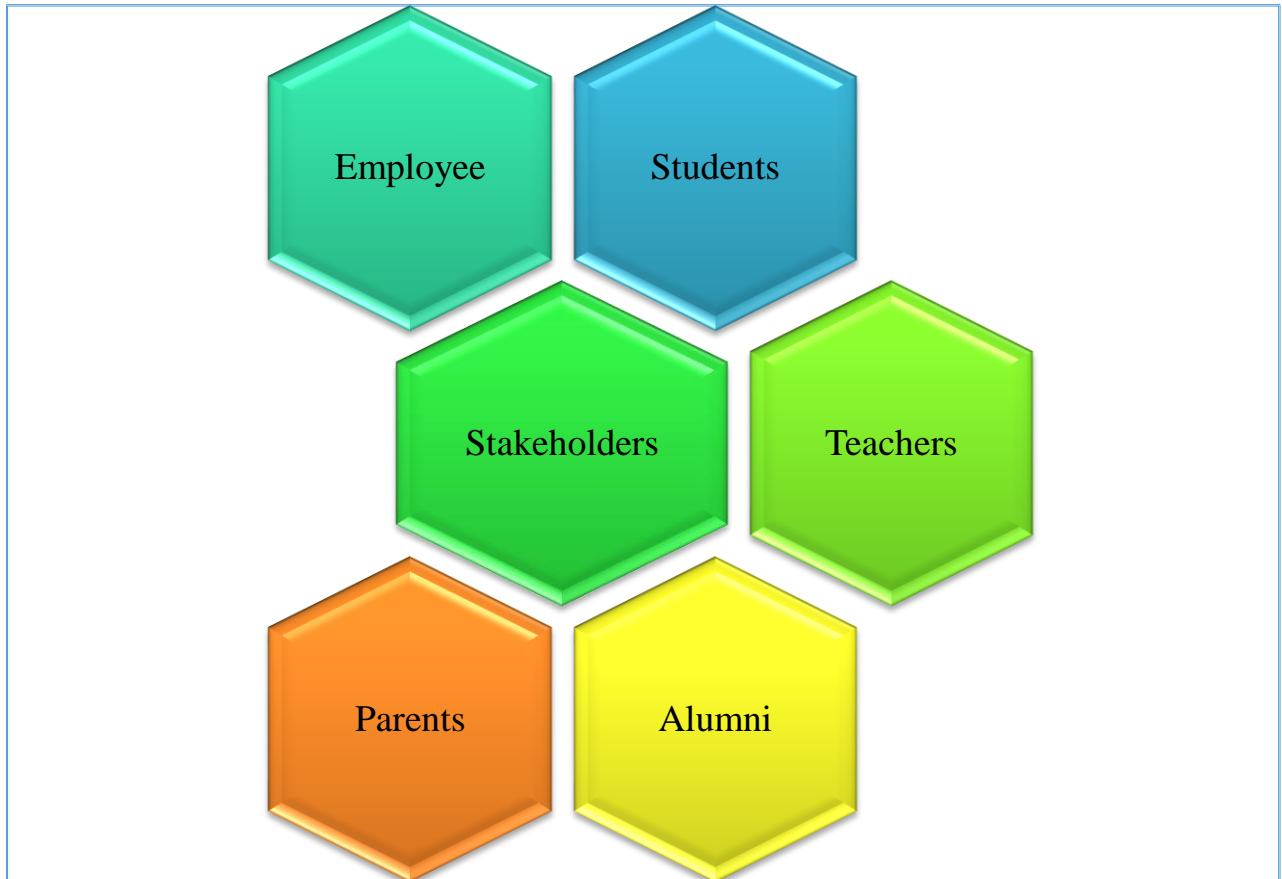 Employee
Students
Stakeholders
Teachers
Parents
Alumni